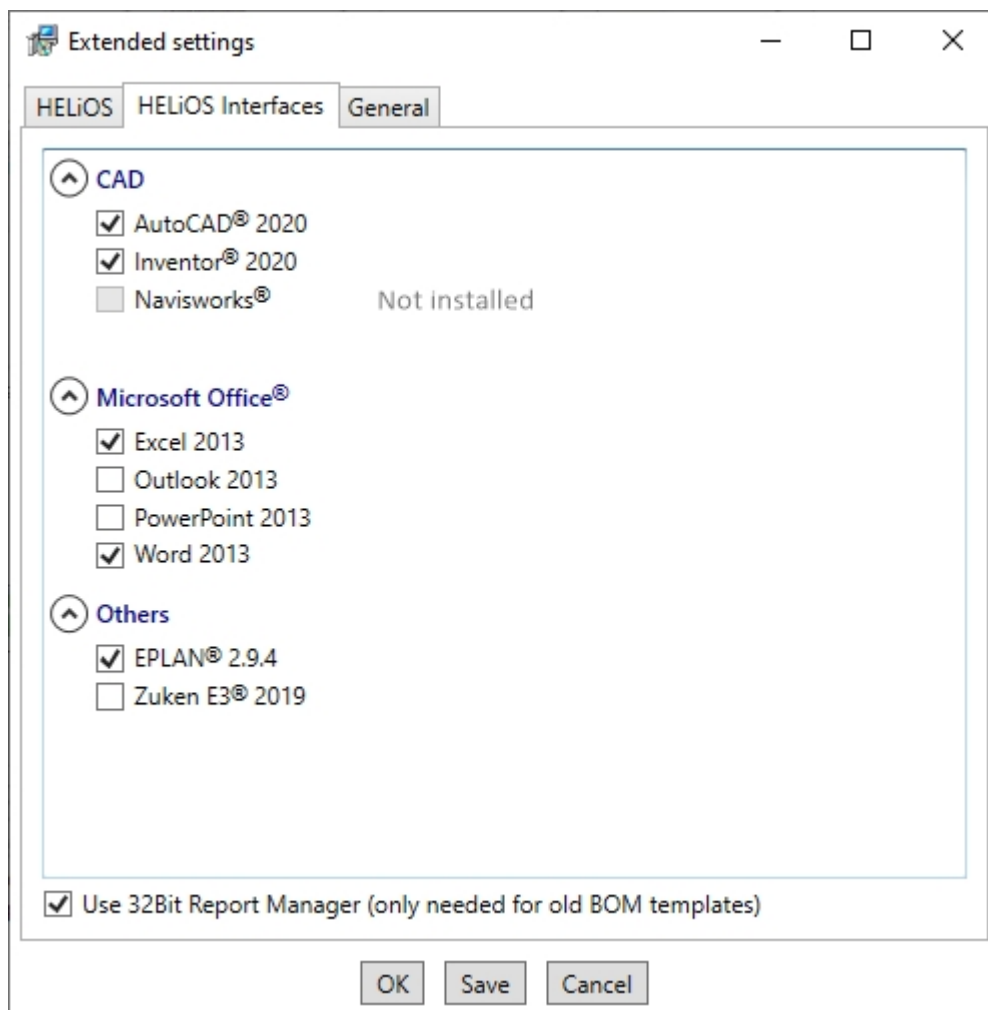 Extended settings
HELiOS HELiOS Interfaces General
CAD
AutoCAD® 2020
Inventor® 2020
Navisworks® Not installed
Microsoft Office®
Excel 2013
Outlook 2013
PowerPoint 2013
Word 2013
Others
EPLAN® 2.9.4
Zuken E3® 2019
Use 32Bit Report Manager (only needed for old BOM templates)
OK Save Cancel